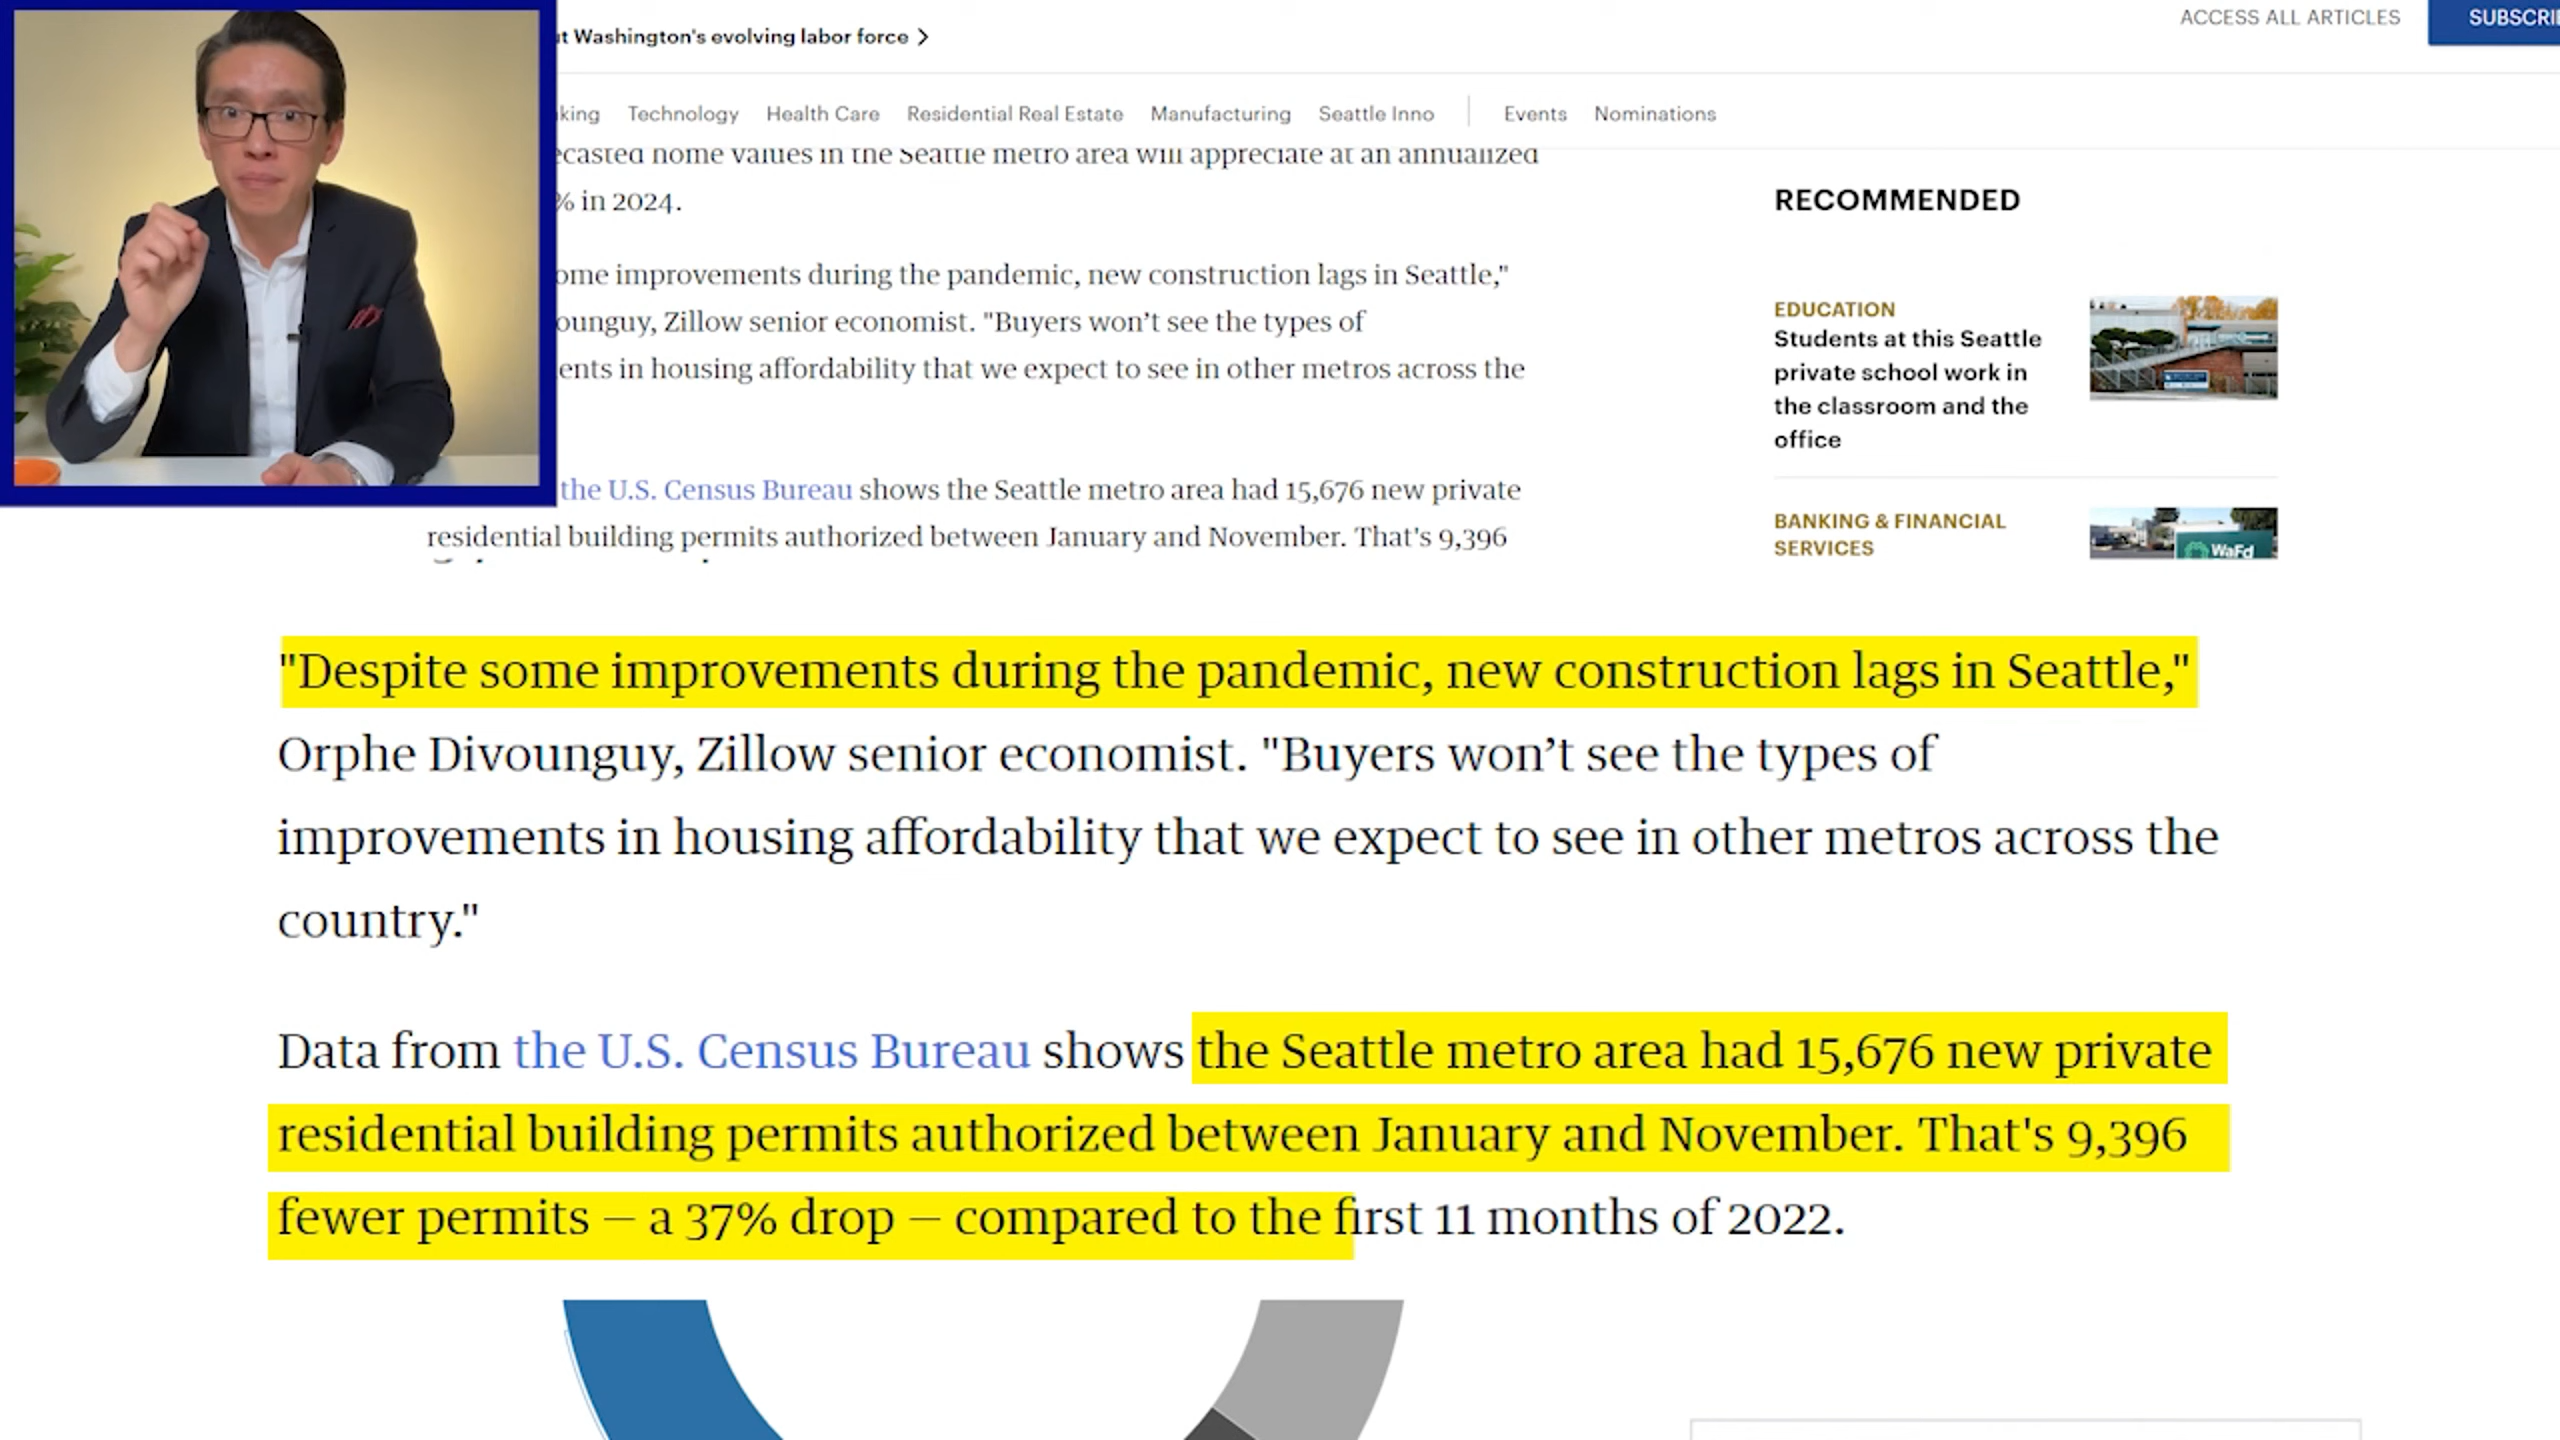 Washington's evolving labor force
ACCESS ALL ARTICLES
Technology Health Care Residential Real Estate Manufacturing Seattle Inno Events Nominations
home values in the Seattle metro area will appreciate at an annualized
% in 2024.
improvements during the pandemic, new construction lags in Seattle,"
Zillow senior economist. "Buyers won’t see the types of
in housing affordability that we expect to see in other metros across the
the U.S. Census Bureau shows the Seattle metro area had 15,676 new private
residential building permits authorized between January and November. That's 9,396
RECOMMENDED
EDUCATION
Students at this Seattle
private school work in
the classroom and the
office
BANKING & FINANCIAL
SERVICES
WaFd
"Despite some improvements during the pandemic, new construction lags in Seattle,"
Orphe Divounguy, Zillow senior economist. "Buyers won’t see the types of
improvements in housing affordability that we expect to see in other metros across the
country."
Data from the U.S. Census Bureau shows the Seattle metro area had 15,676 new private
residential building permits authorized between January and November. That's 9,396
fewer permits — a 37% drop — compared to the first 11 months of 2022.